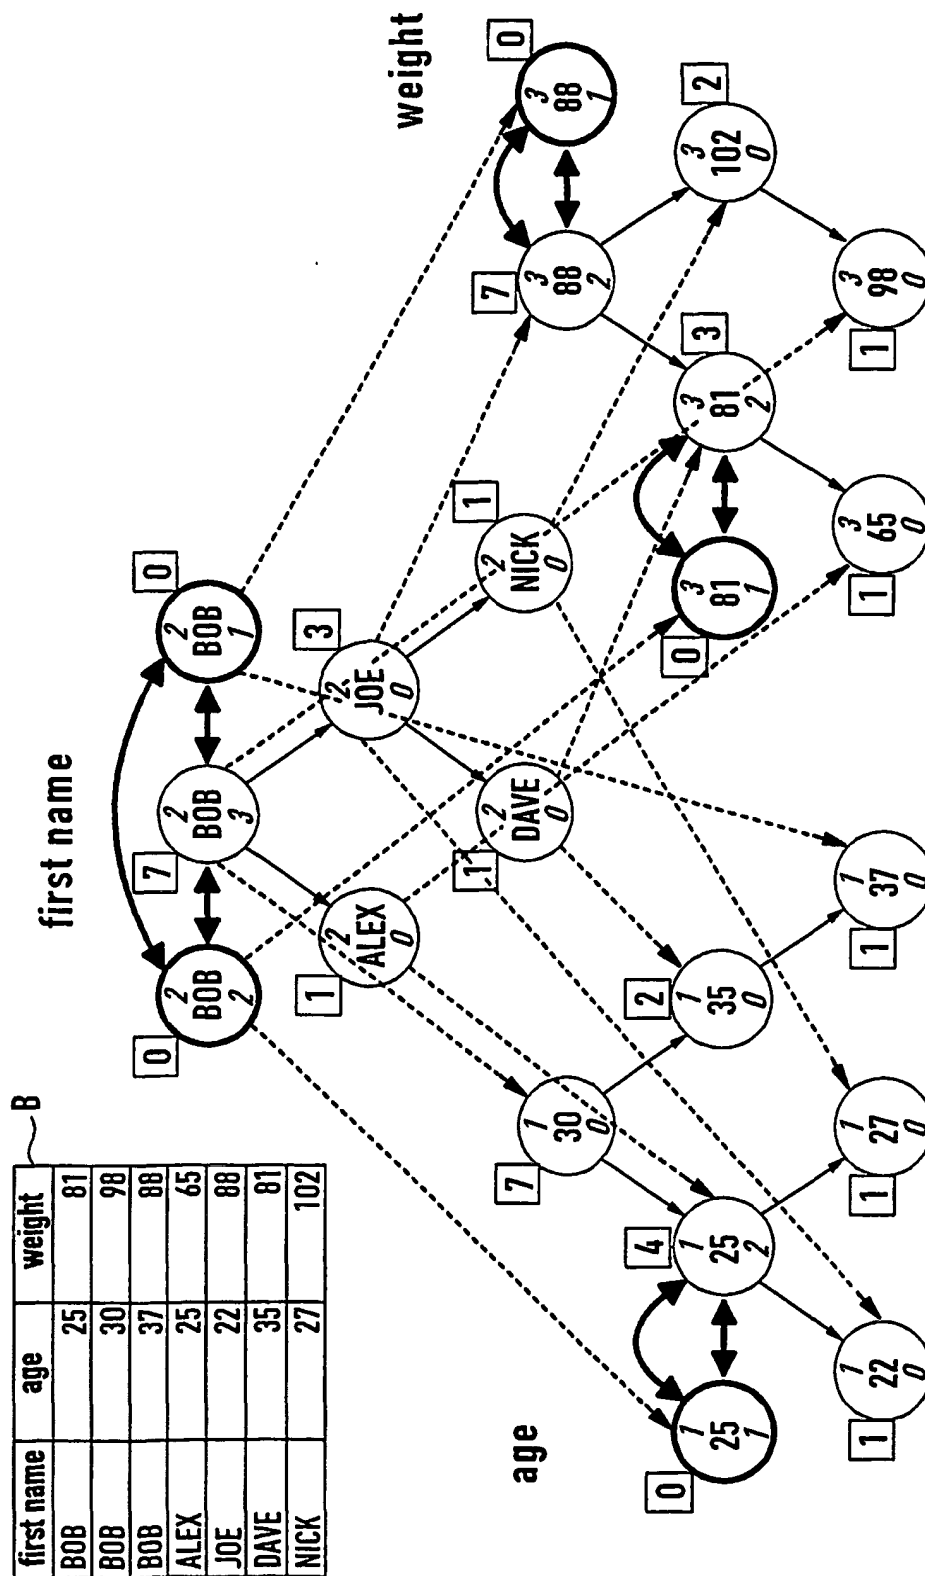 first name age weight B
BOB 25 81
BOB 30 98
BOB 37 88
ALEX 25 65
JOE 22 88
DAVE 35 81
NICK 27 102
first name
0 7 0
2 2 2
BOB BOB BOB
2 3 1
1 3
2 2
ALEX JOE
0 0
1 1
2 2
DAVE NICK
0 0
age
weight
7 7 0
1 3 3
30 88 88
0 2 1
0 4 2 0 3 2
1 1 1 3 3 3
25 25 35 81 81 102
1 2 0 1 2 0
1 1 1 1 1
1 1 1 3 3
22 27 37 65 98
0 0 0 0 0